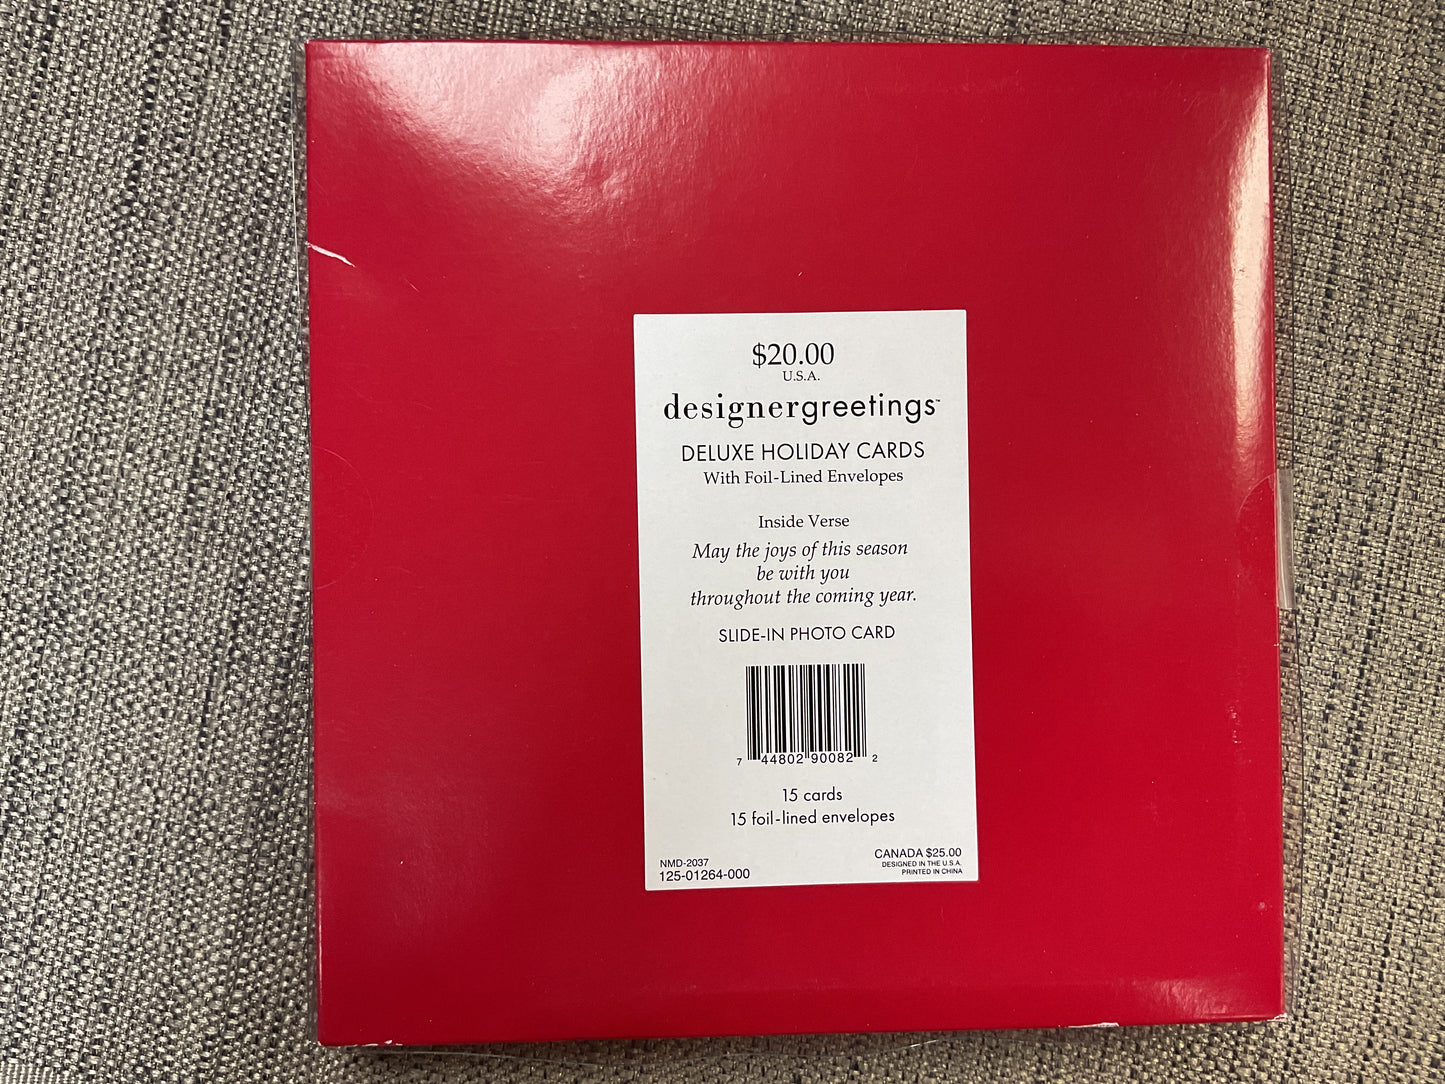 $20.00
U.S.A.
designergreetings™
DELUXE HOLIDAY CARDS
With Foil-Lined Envelopes
Inside Verse
May the joys of this season
be with you
throughout the coming year.
SLIDE-IN PHOTO CARD
7 44802 90082 2
15 cards
15 foil-lined envelopes
NMD-2037
125-01264-000
CANADA $25.00
DESIGNED IN THE U.S.A.
PRINTED IN CHINA